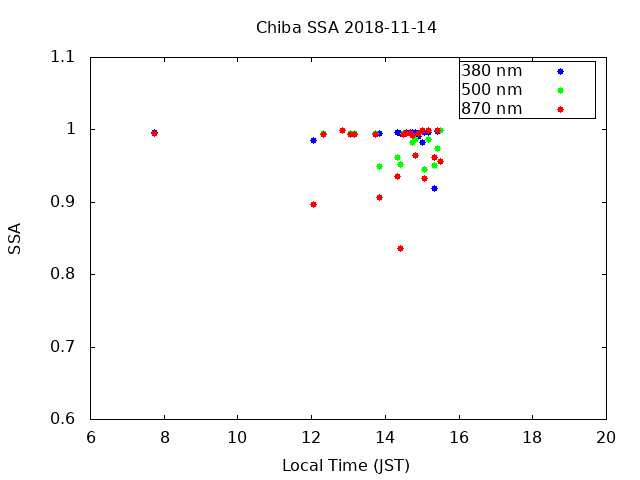 Chiba SSA 2018-11-14
1.1
1
0.9
0.8
0.7
0.6
SSA
380 nm
500 nm
870 nm
6 8 10 12 14 16 18 20
Local Time (JST)